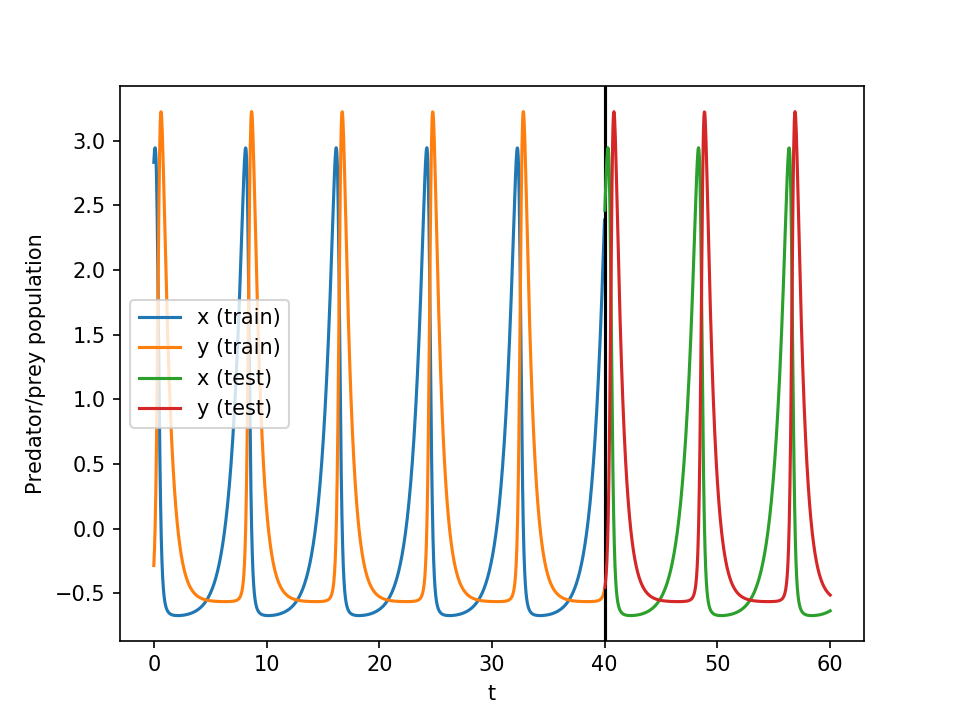 3.0
2.5
2.0
1.5
1.0
0.5
0.0
−0.5
Predator/prey population
x (train)
y (train)
x (test)
y (test)
0 10 20 30 40 50 60
t